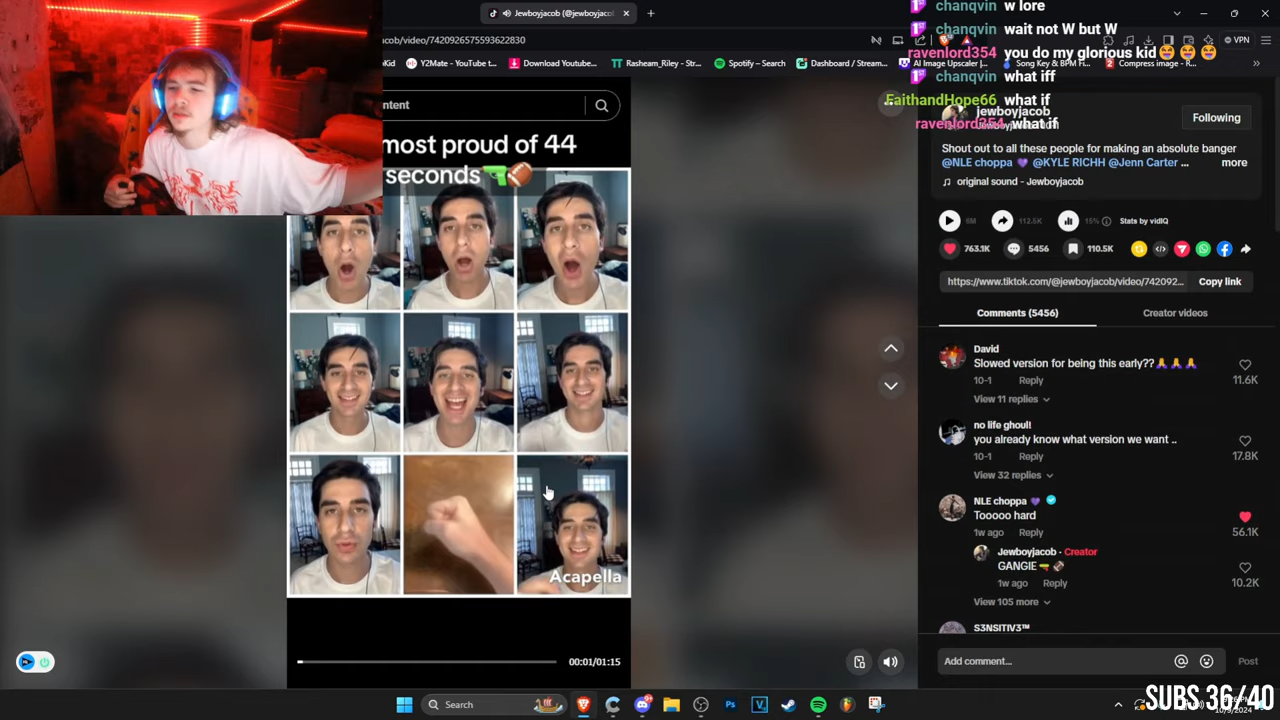 Jewboyjacob (@jewboyjaco
cob/video/7420926575593622830
VPN
Y2Mate - YouTube t...
Download Youtube...
Rasheam_Riley - Str...
Spotify – Search
Dashboard / Stream...
AI Image Upscaler |...
Song Key & BPM Fi...
Compress image - R...
chanqvin w lore
chanqvin wait not W but W
ravenlord354 you do my glorious kid
chanqvin what iff
FaithandHope66 what if
ravenlord354 what if
ntent
most proud of 44
seconds
Acapella
00:01/01:15
jewboyjacob
Following
Shout out to all these people for making an absolute banger
@NLE choppa 💜 @KYLE RICHH @Jenn Carter ... more
original sound - Jewboyjacob
112.5K
15%
Stats by vidIQ
763.1K
5456
110.5K
https://www.tiktok.com/@jewboyjacob/video/742092...
Copy link
Comments (5456)
Creator videos
David
Slowed version for being this early??
10-1 Reply
11.6K
View 11 replies
no life ghoul!
you already know what version we want ..
10-1 Reply
17.8K
View 32 replies
NLE choppa 💜
Tooooo hard
1w ago Reply
56.1K
Jewboyjacob · Creator
GANGIE
1w ago Reply
10.2K
View 105 more
S3NSITIV3™
Add comment...
Post
Search
10/9/2024
SUBS 36/40